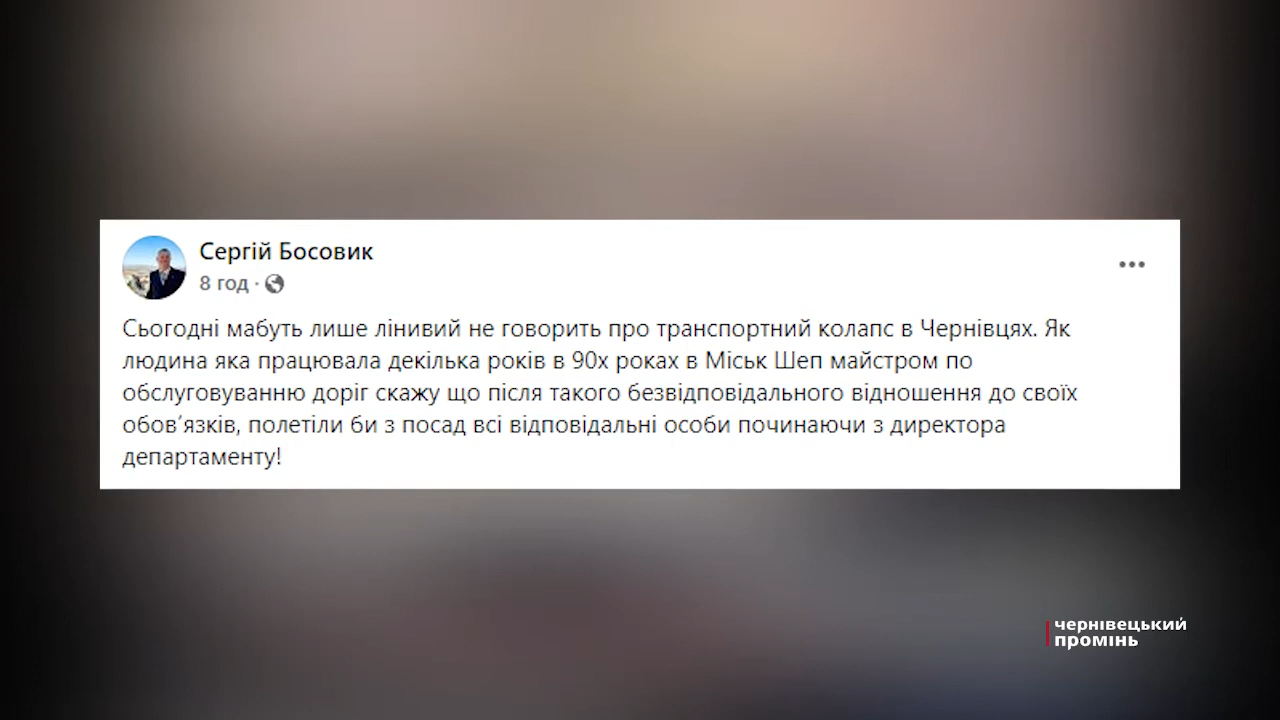 Сергій Босовик
8 год ·
Сьогодні мабуть лише лінивий не говорить про транспортний колапс в Чернівцях. Як
людина яка працювала декілька років в 90х роках в Міськ Шеп майстром по
обслуговуванню доріг скажу що після такого безвідповідального відношення до своїх
обов’язків, полетіли би з посад всі відповідальні особи починаючи з директора
департаменту!
чернівецький
промінь